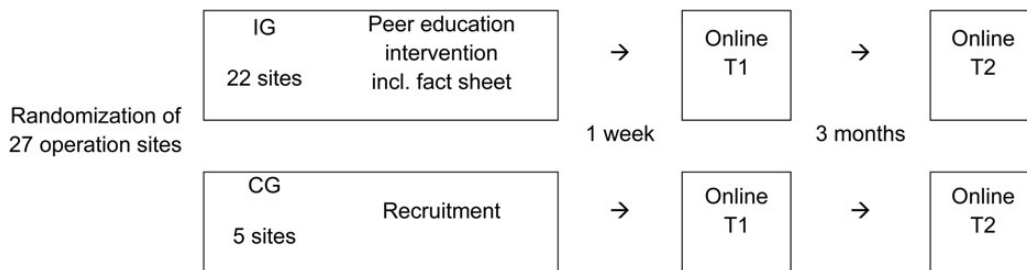 Randomization of
27 operation sites
IG
22 sites
Peer education
intervention
incl. fact sheet
→
Online
T1
→
Online
T2
1 week
3 months
CG
5 sites
Recruitment
→
Online
T1
→
Online
T2